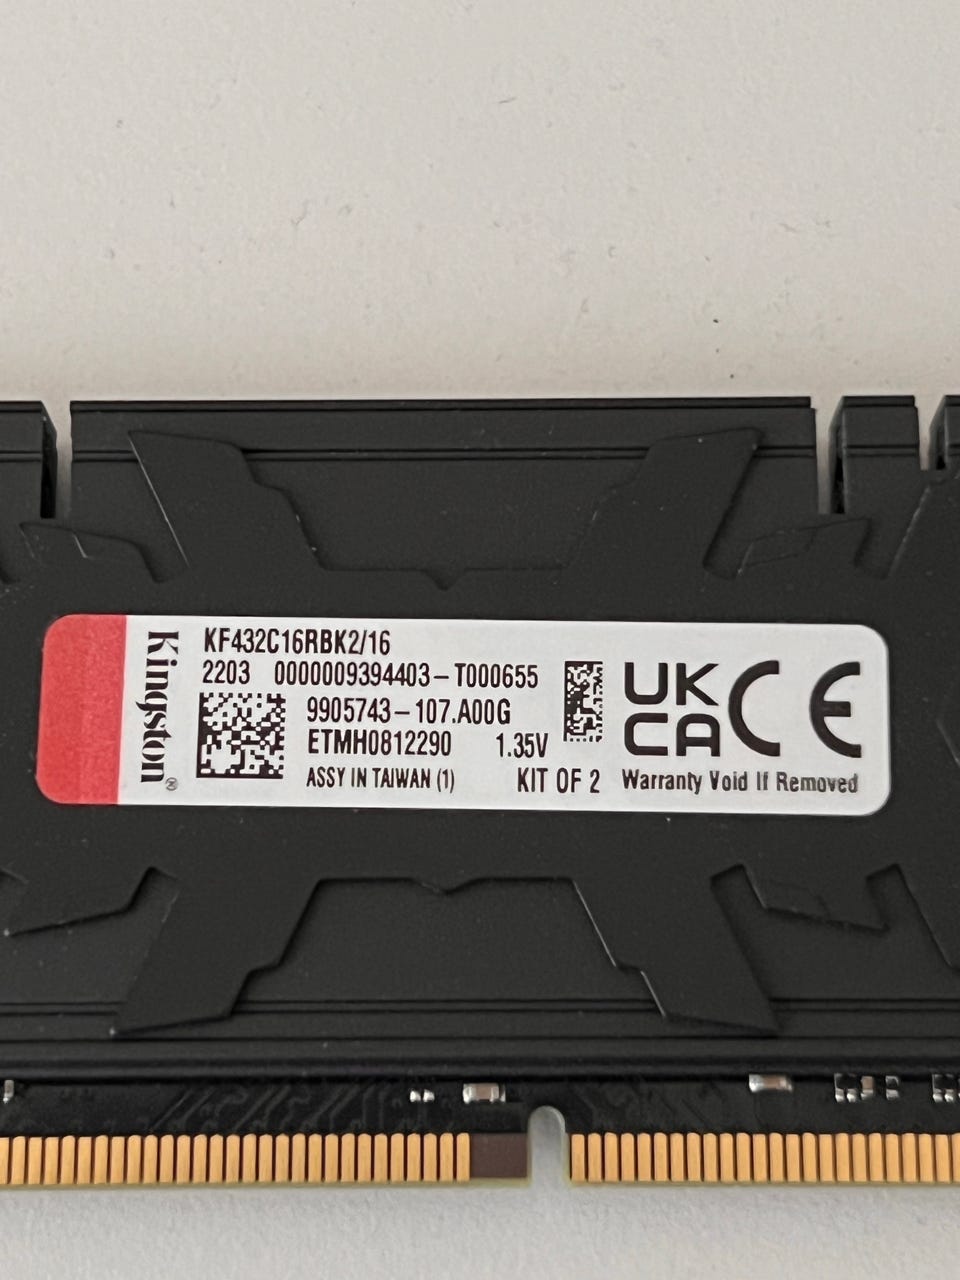 Kingston®
KF432C16RBK2/16
2203 0000009394403-T000655
9905743-107.A00G
ETMH0812290 1.35V
ASSY IN TAIWAN (1) KIT OF 2
UK
CA
CE
Warranty Void If Removed